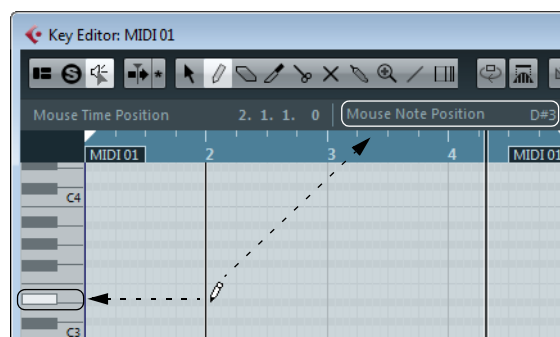 Key Editor: MIDI 01
Mouse Time Position 2. 1. 1. 0 Mouse Note Position D#3
MIDI 01 2 3 4 MIDI 01
C4
C3